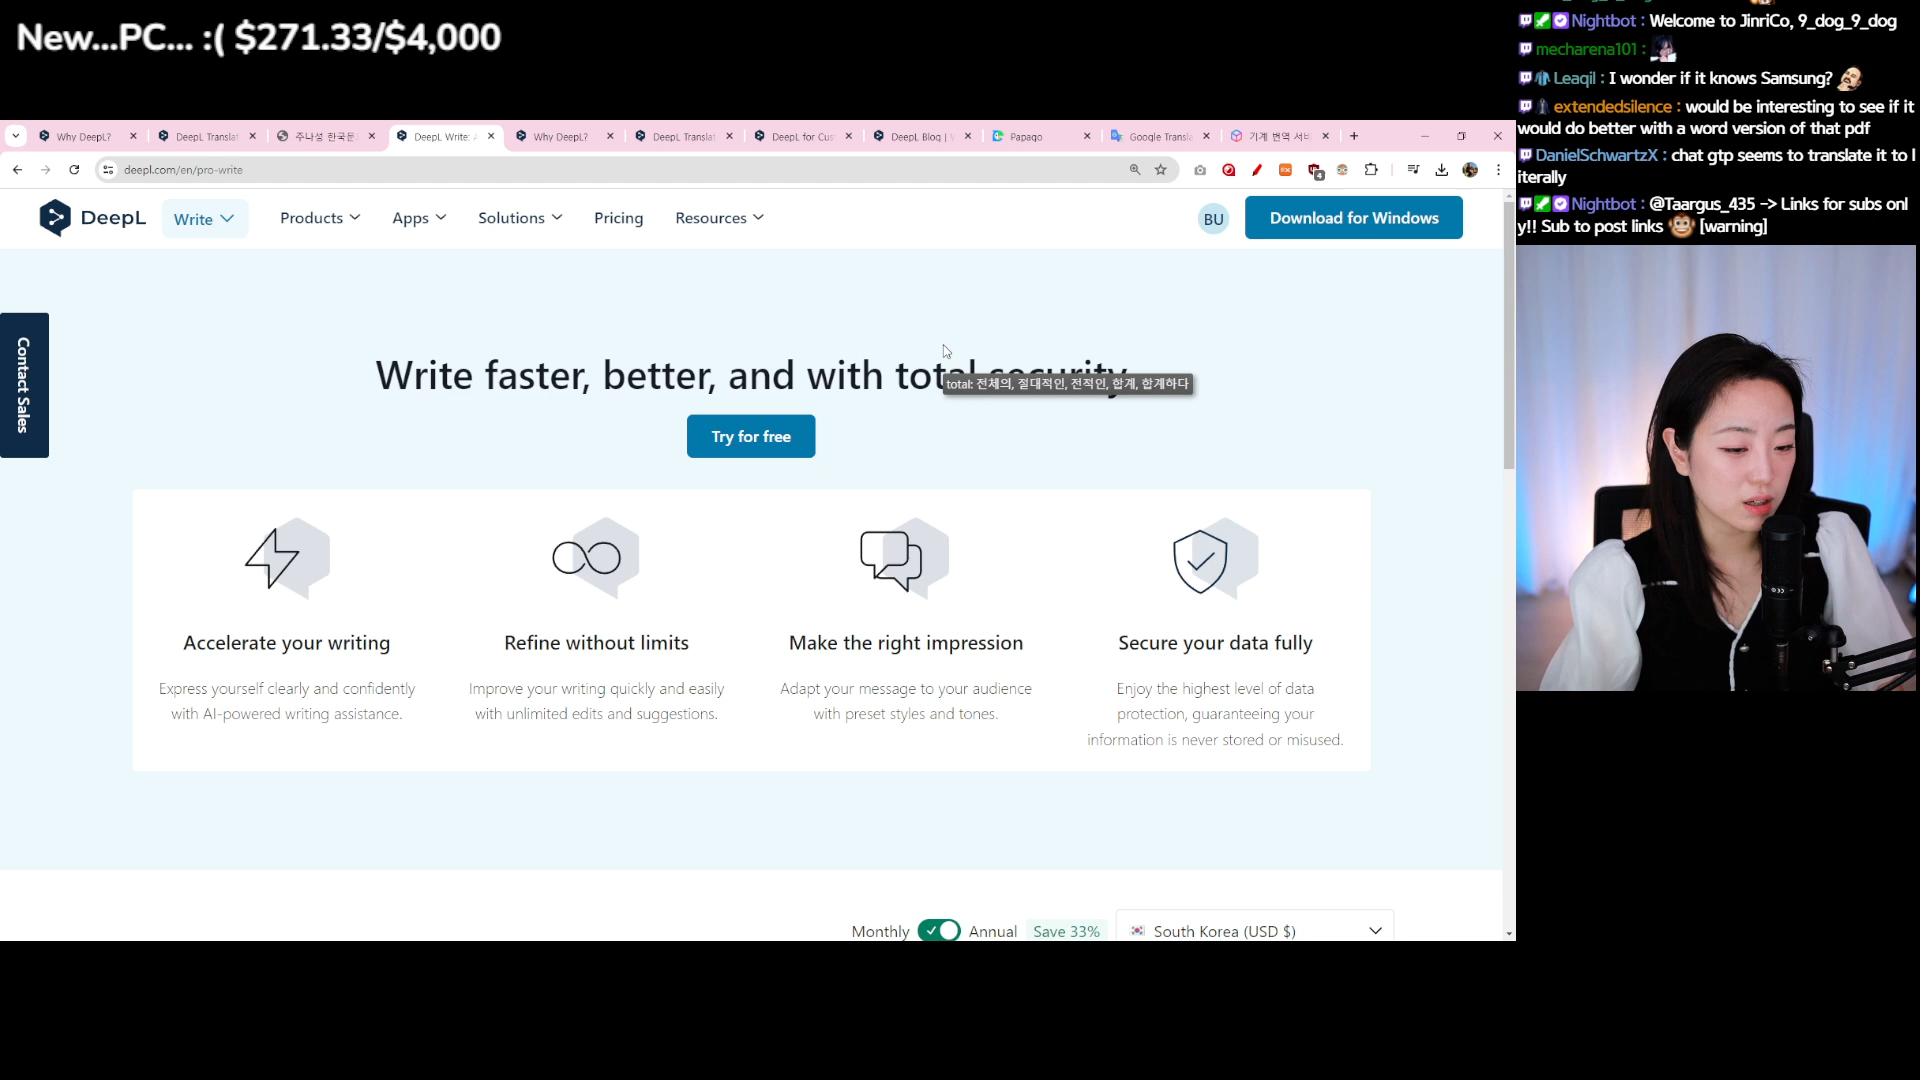 New...PC... :( $271.33/$4,000
Nightbot : Welcome to JinriCo, 9_dog_9_dog
mecharena101 :
Leaqil : I wonder if it knows Samsung?
extendedsilence : would be interesting to see if it
would do better with a word version of that pdf
DanielSchwartzX : chat gtp seems to translate it to l
iterally
Nightbot : @Taargus_435 -> Links for subs onl
y!! Sub to post links [warning]
Why DeepL?
DeepL Translat
주나성 한국문
DeepL Write: A
Why DeepL?
DeepL Translat
DeepL for Cus
DeepL Blog | V
Papago
Google Transla
기계 번역 서비
deepl.com/en/pro-write
4
DeepL
Write
Products
Apps
Solutions
Pricing
Resources
BU
Download for Windows
Contact Sales
Write faster, better, and with total security
total: 전체의, 절대적인, 전적인, 합계, 합계하다
Try for free
Accelerate your writing
Express yourself clearly and confidently
with AI-powered writing assistance.
Refine without limits
Improve your writing quickly and easily
with unlimited edits and suggestions.
Make the right impression
Adapt your message to your audience
with preset styles and tones.
Secure your data fully
Enjoy the highest level of data
protection, guaranteeing your
information is never stored or misused.
Monthly
Annual
Save 33%
South Korea (USD $)